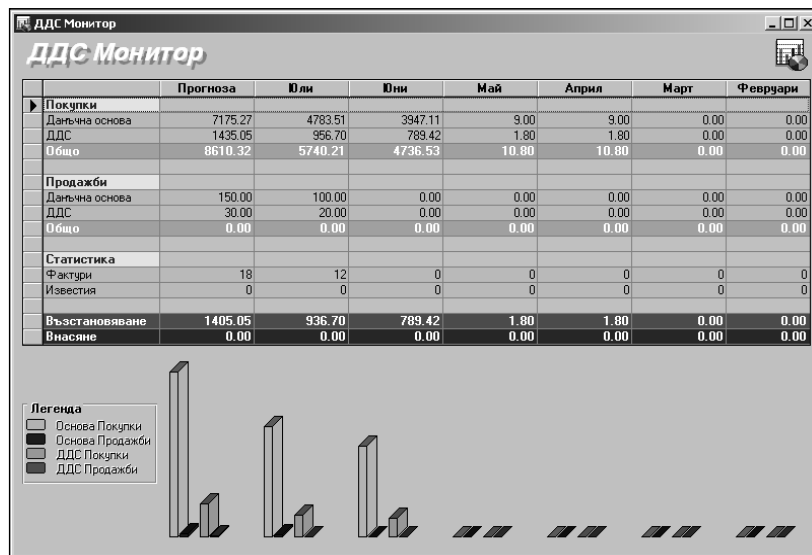 ДДС Монитор
ДДС Монитор
Прогноза Юли Юни Май Април Март Февруари
Покупки
Данъчна основа 7175.27 4783.51 3947.11 9.00 9.00 0.00 0.00
ДДС 1435.05 956.70 789.42 1.80 1.80 0.00 0.00
Общо 8610.32 5740.21 4736.53 10.80 10.80 0.00 0.00
Продажби
Данъчна основа 150.00 100.00 0.00 0.00 0.00 0.00 0.00
ДДС 30.00 20.00 0.00 0.00 0.00 0.00 0.00
Общо 0.00 0.00 0.00 0.00 0.00 0.00 0.00
Статистика
Фактури 18 12 0 0 0 0 0
Известия 0 0 0 0 0 0 0
Възстановяване 1405.05 936.70 789.42 1.80 1.80 0.00 0.00
Внасяне 0.00 0.00 0.00 0.00 0.00 0.00 0.00
Легенда
Основа Покупки
Основа Продажби
ДДС Покупки
ДДС Продажби